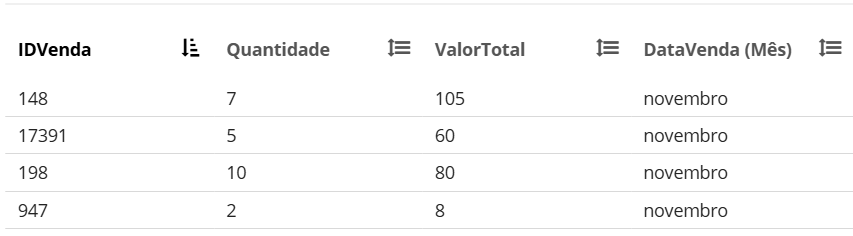 IDVenda Quantidade ValorTotal DataVenda (Mês)
148 7 105 novembro
17391 5 60 novembro
198 10 80 novembro
947 2 8 novembro